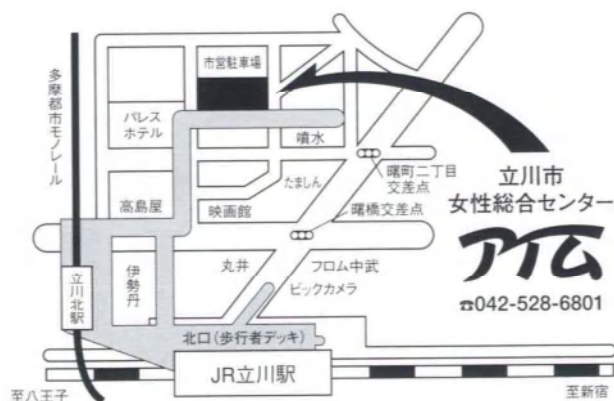 市営駐車場
多摩都市モノレール
パレス
ホテル
噴水
曙町二丁目
交差点
たましん
立川市
女性総合センター
アイム
☎042-528-6801
高島屋
映画館
曙橋交差点
丸井
フロム中武
伊勢丹
ビックカメラ
立川北駅
北口(歩行者デッキ)
JR立川駅
至八王子
至新宿